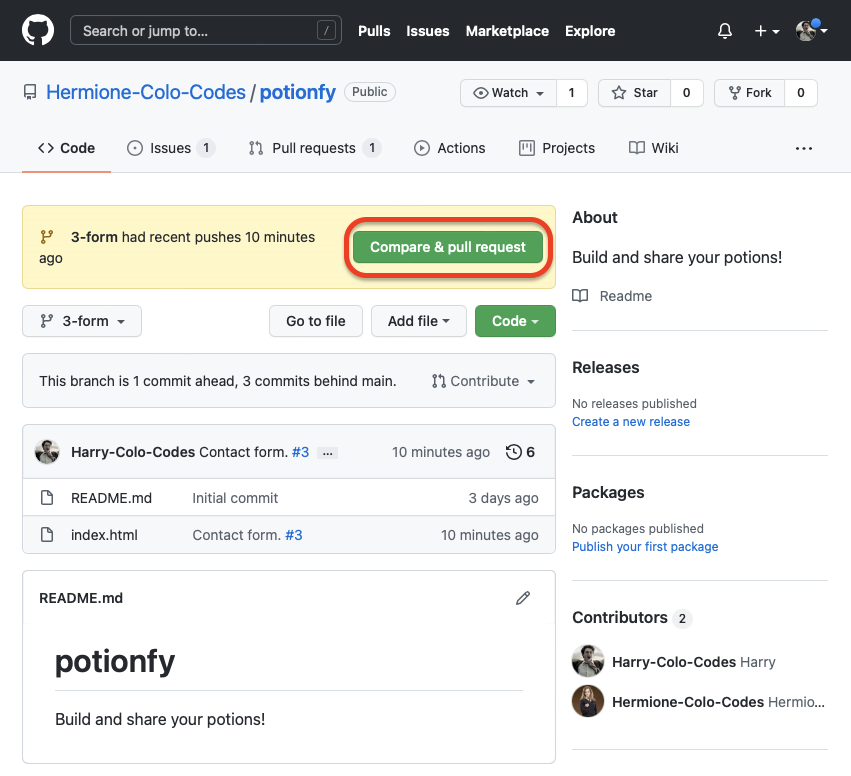 Search or jump to... /
Pulls Issues Marketplace Explore
Hermione-Colo-Codes / potionfy Public
Watch 1 Star 0 Fork 0
Code Issues 1 Pull requests 1 Actions Projects Wiki ...
3-form had recent pushes 10 minutes
ago
Compare & pull request
3-form Go to file Add file Code
This branch is 1 commit ahead, 3 commits behind main. Contribute
Harry-Colo-Codes Contact form. #3 ... 10 minutes ago 6
README.md Initial commit 3 days ago
index.html Contact form. #3 10 minutes ago
README.md
potionfy
Build and share your potions!
About
Build and share your potions!
Readme
Releases
No releases published
Create a new release
Packages
No packages published
Publish your first package
Contributors 2
Harry-Colo-Codes Harry
Hermione-Colo-Codes Hermio...